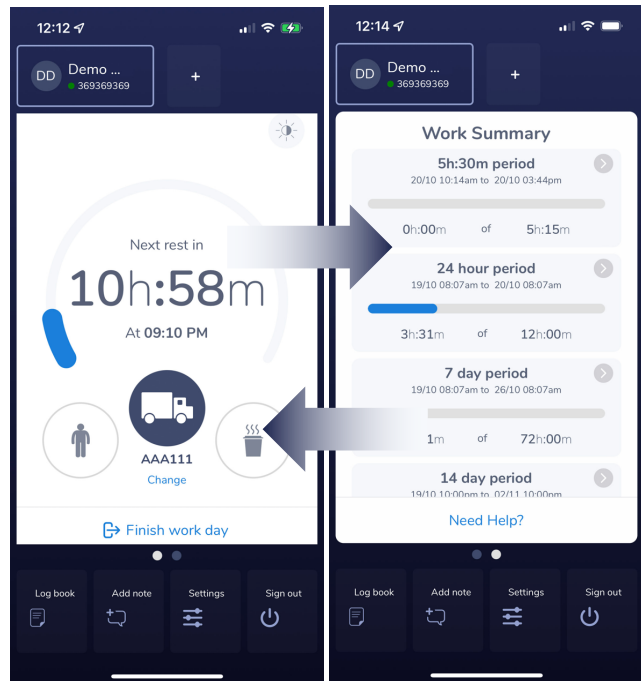 12:12
DD
Demo ...
369369369
+
Next rest in
10h:58m
At 09:10 PM
AAA111
Change
Finish work day
Log book
Add note
Settings
Sign out
12:14
DD
Demo ...
369369369
+
Work Summary
5h:30m period
20/10 10:14am to 20/10 03:44pm
0h:00m of 5h:15m
24 hour period
19/10 08:07am to 20/10 08:07am
3h:31m of 12h:00m
7 day period
19/10 08:07am to 26/10 08:07am
1m of 72h:00m
14 day period
19/10 10:00pm to 02/11 10:00pm
Need Help?
Log book
Add note
Settings
Sign out